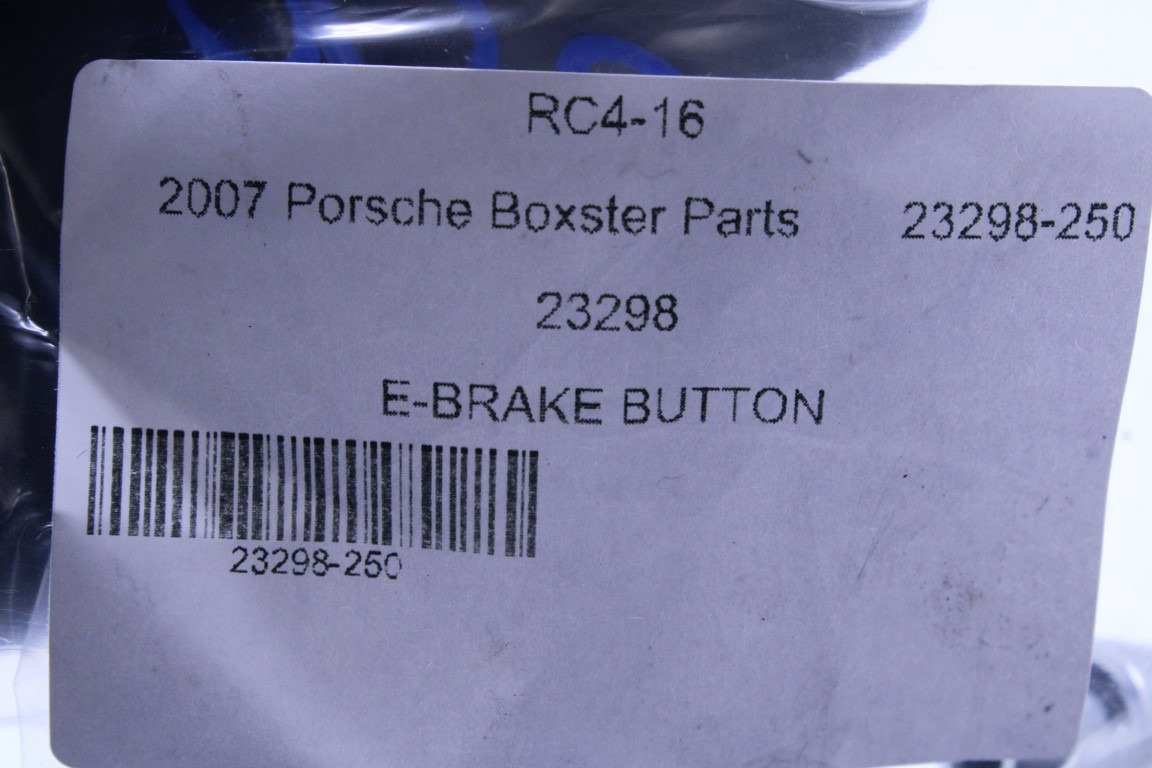 RC4-16
2007 Porsche Boxster Parts 23298-250
23298
E-BRAKE BUTTON
23298-250